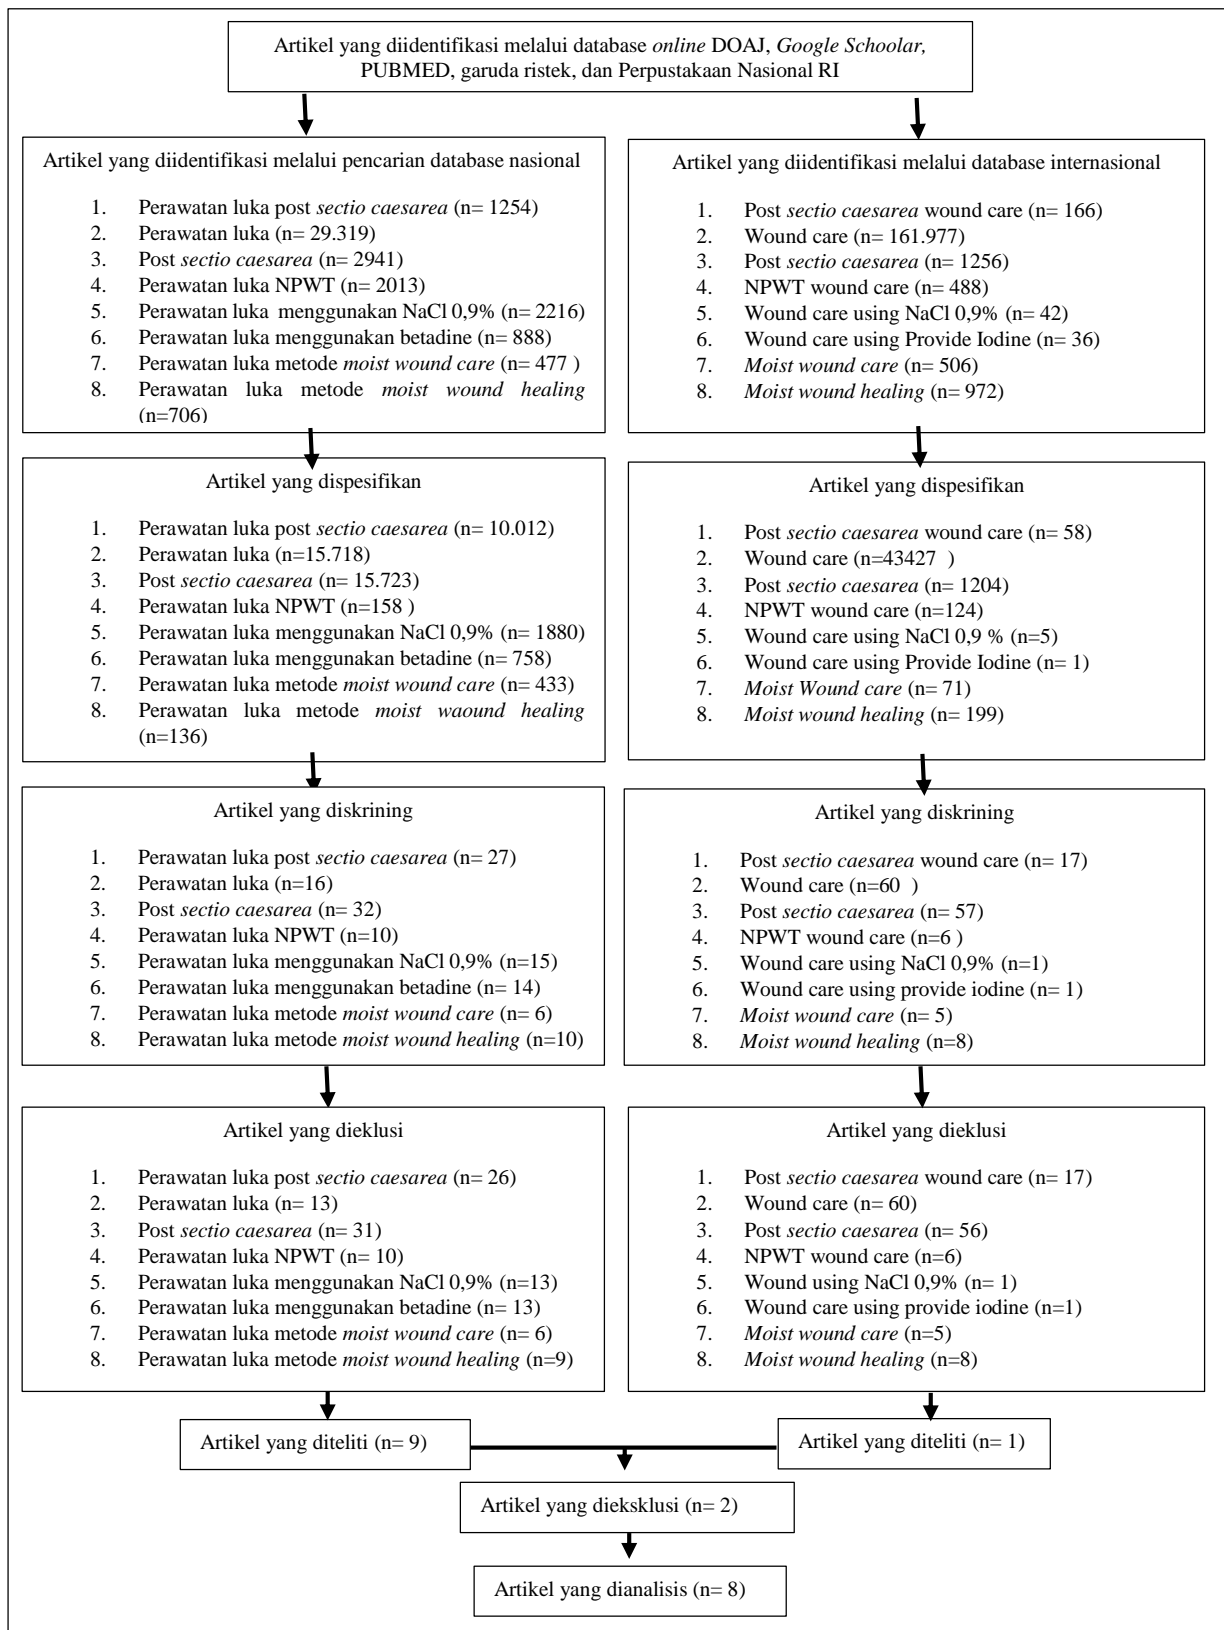 Artikel yang diidentifikasi melalui database online DOAJ, Google Schoolar,
PUBMED, garuda ristek, dan Perpustakaan Nasional RI
Artikel yang diidentifikasi melalui pencarian database nasional
1. Perawatan luka post sectio caesarea (n= 1254)
2. Perawatan luka (n= 29.319)
3. Post sectio caesarea (n= 2941)
4. Perawatan luka NPWT (n= 2013)
5. Perawatan luka menggunakan NaCl 0,9% (n= 2216)
6. Perawatan luka menggunakan betadine (n= 888)
7. Perawatan luka metode moist wound care (n= 477 )
8. Perawatan luka metode moist wound healing
(n=706)
Artikel yang diidentifikasi melalui database internasional
1. Post sectio caesarea wound care (n= 166)
2. Wound care (n= 161.977)
3. Post sectio caesarea (n= 1256)
4. NPWT wound care (n= 488)
5. Wound care using NaCl 0,9% (n= 42)
6. Wound care using Provide Iodine (n= 36)
7. Moist wound care (n= 506)
8. Moist wound healing (n= 972)
Artikel yang dispesifikan
1. Perawatan luka post sectio caesarea (n= 10.012)
2. Perawatan luka (n=15.718)
3. Post sectio caesarea (n= 15.723)
4. Perawatan luka NPWT (n=158 )
5. Perawatan luka menggunakan NaCl 0,9% (n= 1880)
6. Perawatan luka menggunakan betadine (n= 758)
7. Perawatan luka metode moist wound care (n= 433)
8. Perawatan luka metode moist waound healing
(n=136)
Artikel yang dispesifikan
1. Post sectio caesarea wound care (n= 58)
2. Wound care (n=43427 )
3. Post sectio caesarea (n= 1204)
4. NPWT wound care (n=124)
5. Wound care using NaCl 0,9 % (n=5)
6. Wound care using Provide Iodine (n= 1)
7. Moist Wound care (n= 71)
8. Moist wound healing (n= 199)
Artikel yang diskrining
1. Perawatan luka post sectio caesarea (n= 27)
2. Perawatan luka (n=16)
3. Post sectio caesarea (n= 32)
4. Perawatan luka NPWT (n=10)
5. Perawatan luka menggunakan NaCl 0,9% (n=15)
6. Perawatan luka menggunakan betadine (n= 14)
7. Perawatan luka metode moist wound care (n= 6)
8. Perawatan luka metode moist wound healing (n=10)
Artikel yang diskrining
1. Post sectio caesarea wound care (n= 17)
2. Wound care (n=60 )
3. Post sectio caesarea (n= 57)
4. NPWT wound care (n=6 )
5. Wound care using NaCl 0,9% (n=1)
6. Wound care using provide iodine (n= 1)
7. Moist wound care (n= 5)
8. Moist wound healing (n=8)
Artikel yang dieklusi
1. Perawatan luka post sectio caesarea (n= 26)
2. Perawatan luka (n= 13)
3. Post sectio caesarea (n= 31)
4. Perawatan luka NPWT (n= 10)
5. Perawatan luka menggunakan NaCl 0,9% (n=13)
6. Perawatan luka menggunakan betadine (n= 13)
7. Perawatan luka metode moist wound care (n= 6)
8. Perawatan luka metode moist wound healing (n=9)
Artikel yang dieklusi
1. Post sectio caesarea wound care (n= 17)
2. Wound care (n= 60)
3. Post sectio caesarea (n= 56)
4. NPWT wound care (n=6)
5. Wound using NaCl 0,9% (n= 1)
6. Wound care using provide iodine (n=1)
7. Moist wound care (n=5)
8. Moist wound healing (n=8)
Artikel yang diteliti (n= 9)
Artikel yang diteliti (n= 1)
Artikel yang dieksklusi (n= 2)
Artikel yang dianalisis (n= 8)